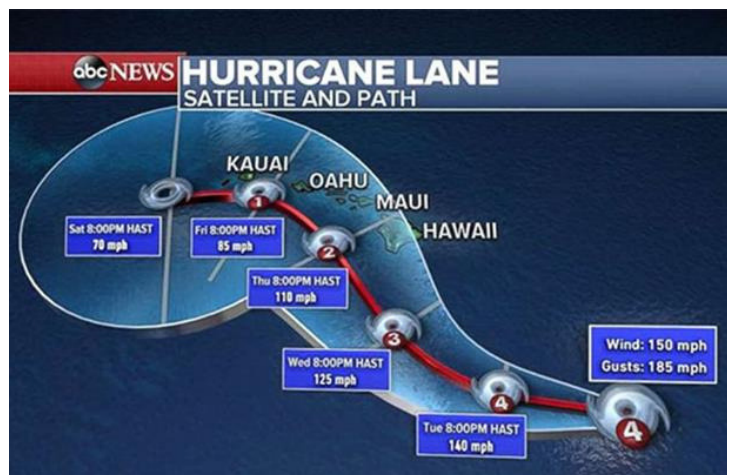 abc NEWS
HURRICANE LANE
SATELLITE AND PATH
KAUAI
OAHU
MAUI
HAWAII
Sat 8:00PM HAST
70 mph
Fri 8:00PM HAST
85 mph
1
2
Thu 8:00PM HAST
110 mph
3
Wed 8:00PM HAST
125 mph
Wind: 150 mph
Gusts: 185 mph
4
Tue 8:00PM HAST
140 mph
4